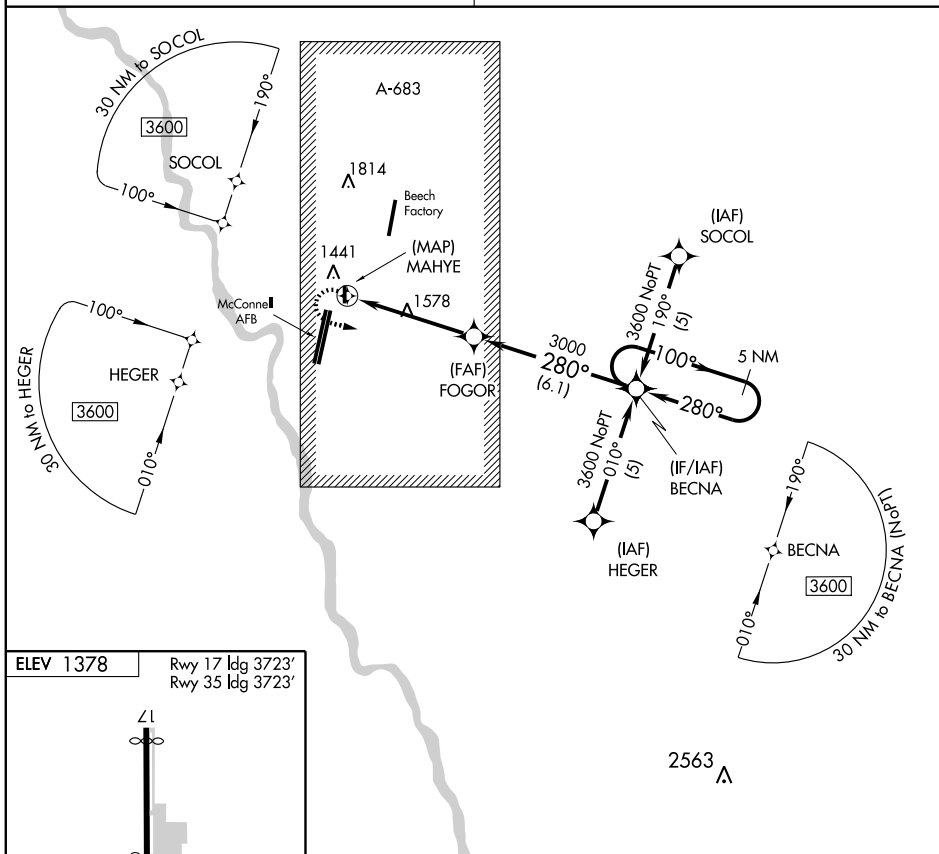 30 NM to SOCOL
3600
190°
SOCOL
100°
A-683
1814
Beech
Factory
1441
(MAP)
MAHYE
McConnell
AFB
1578
(FAF)
FOGOR
3000
280°
(6.1)
(IAF)
SOCOL
3600 NoPT
190°
(5)
100°
5 NM
280°
(IF/IAF)
BECNA
3600 NoPT
010°
(5)
(IAF)
HEGER
100°
HEGER
3600
010°
30 NM to HEGER
190°
BECNA
3600
010°
30 NM to BECNA (NoPT)
2563
ELEV 1378
Rwy 17 ldg 3723'
Rwy 35 ldg 3723'
17